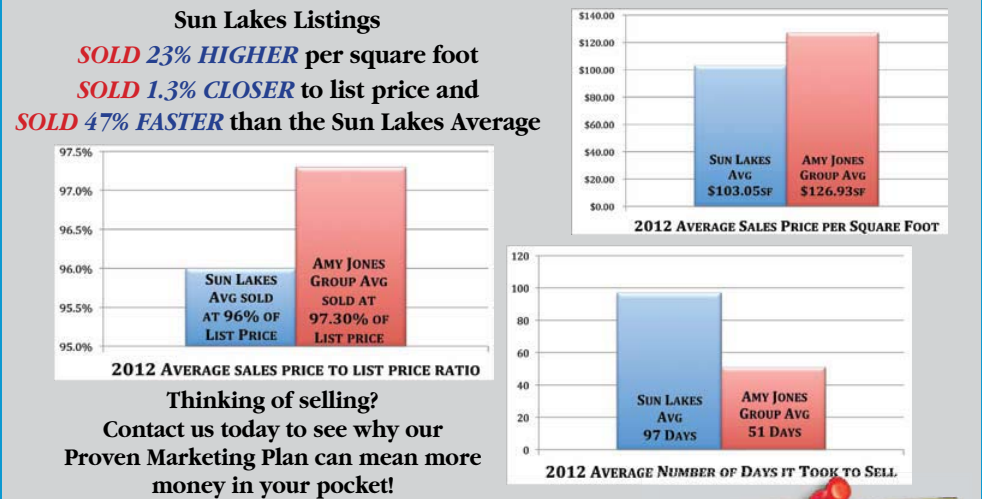 Sun Lakes Listings
SOLD 23% HIGHER per square foot
SOLD 1.3% CLOSER to list price and
SOLD 47% FASTER than the Sun Lakes Average
$140.00
$120.00
$100.00
$80.00
$60.00
$40.00
$20.00
$0.00
SUN LAKES
AVG
$103.05SF
AMY JONES
GROUP AVG
$126.93SF
2012 AVERAGE SALES PRICE PER SQUARE FOOT
97.5%
97.0%
96.5%
96.0%
95.5%
95.0%
SUN LAKES
AVG SOLD
AT 96% OF
LIST PRICE
AMY JONES
GROUP AVG
SOLD AT
97.30% OF
LIST PRICE
2012 AVERAGE SALES PRICE TO LIST PRICE RATIO
120
100
80
60
40
20
0
SUN LAKES
AVG
97 DAYS
AMY JONES
GROUP AVG
51 DAYS
2012 AVERAGE NUMBER OF DAYS IT TOOK TO SELL
Thinking of selling?
Contact us today to see why our
Proven Marketing Plan can mean more
money in your pocket!